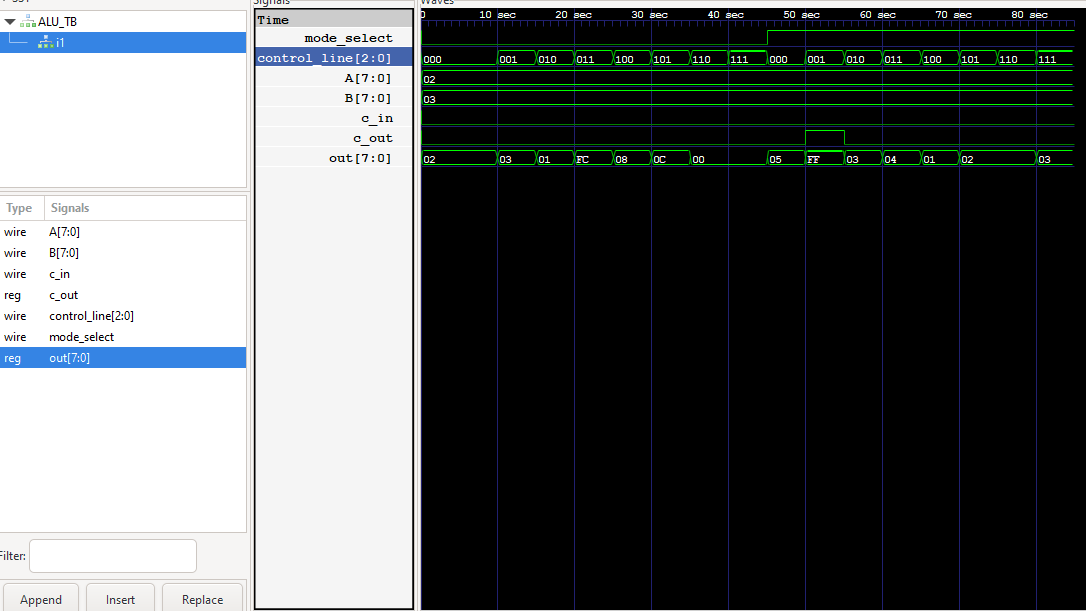 Signals
Waves
ALU_TB
i1
Type Signals
wire A[7:0]
wire B[7:0]
wire c_in
reg c_out
wire control_line[2:0]
wire mode_select
reg out[7:0]
Filter:
Append Insert Replace
Time
mode_select
control_line[2:0]
A[7:0]
B[7:0]
c_in
c_out
out[7:0]
0 10 sec 20 sec 30 sec 40 sec 50 sec 60 sec 70 sec 80 sec
000 001 010 011 100 101 110 111 000 001 010 011 100 101 110 111
02
03
02 03 01 FC 08 0C 00 05 FF 03 04 01 02 03